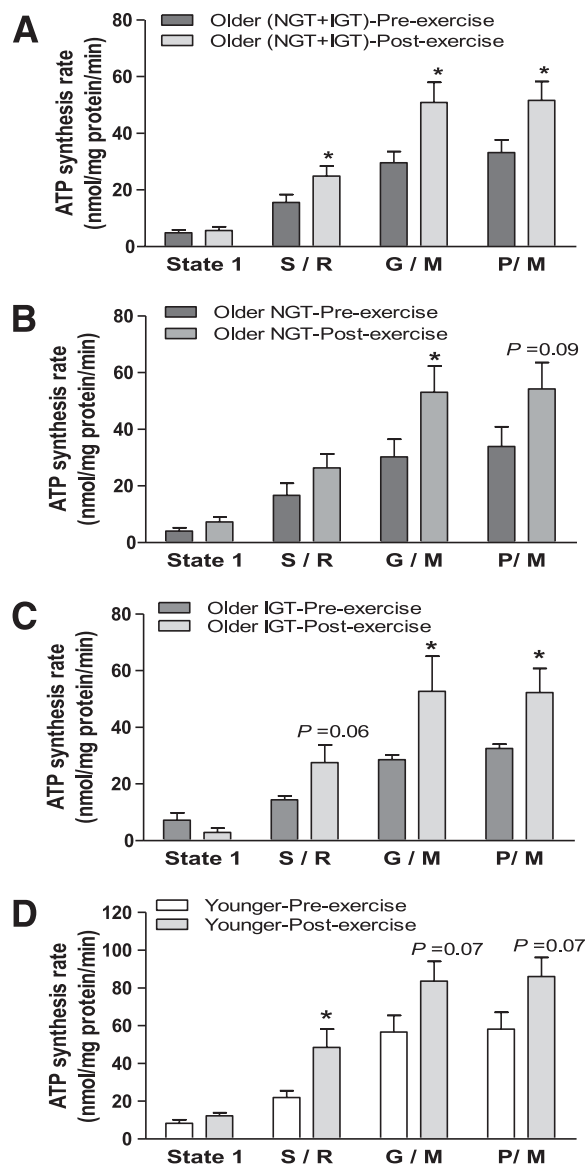 A
Older (NGT+IGT)-Pre-exercise
Older (NGT+IGT)-Post-exercise
ATP synthesis rate
(nmol/mg protein/min)
80
60
40
20
0
*
*
*
State 1 S / R G / M P/ M
B
Older NGT-Pre-exercise
Older NGT-Post-exercise
ATP synthesis rate
(nmol/mg protein/min)
80
60
40
20
0
*
P =0.09
State 1 S / R G / M P/ M
C
Older IGT-Pre-exercise
Older IGT-Post-exercise
ATP synthesis rate
(nmol/mg protein/min)
80
60
40
20
0
P =0.06
*
*
State 1 S / R G / M P/ M
D
Younger-Pre-exercise
Younger-Post-exercise
ATP synthesis rate
(nmol/mg protein/min)
120
100
80
60
40
20
0
*
P =0.07
P =0.07
State 1 S / R G / M P/ M